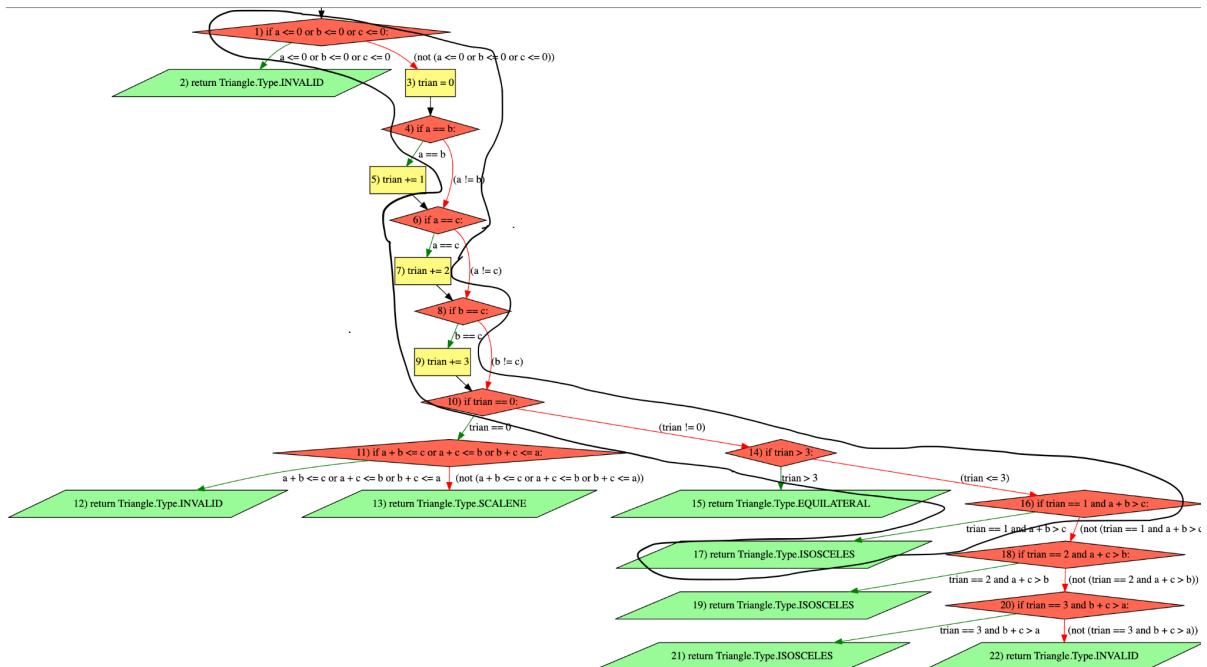 1) if a <= 0 or b <= 0 or c <= 0:
a <= 0 or b <= 0 or c <= 0
(not (a <= 0 or b <= 0 or c <= 0))
2) return Triangle.Type.INVALID
3) trian = 0
4) if a == b:
a == b
5) trian += 1
(a != b)
6) if a == c:
a == c
7) trian += 2
(a != c)
8) if b == c:
b == c
9) trian += 3
(b != c)
10) if trian == 0:
trian == 0
(trian != 0)
11) if a + b <= c or a + c <= b or b + c <= a:
14) if trian > 3:
a + b <= c or a + c <= b or b + c <= a
(not (a + b <= c or a + c <= b or b + c <= a))
trian > 3
(trian <= 3)
12) return Triangle.Type.INVALID
13) return Triangle.Type.SCALENE
15) return Triangle.Type.EQUILATERAL
16) if trian == 1 and a + b > c:
trian == 1 and a + b > c
(not (trian == 1 and a + b > c
17) return Triangle.Type.ISOSCELES
18) if trian == 2 and a + c > b:
trian == 2 and a + c > b
(not (trian == 2 and a + c > b))
19) return Triangle.Type.ISOSCELES
20) if trian == 3 and b + c > a:
trian == 3 and b + c > a
(not (trian == 3 and b + c > a))
21) return Triangle.Type.ISOSCELES
22) return Triangle.Type.INVALID